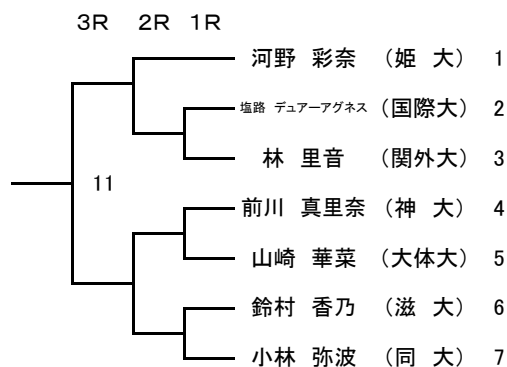 3R 2R 1R
河野 彩奈 （姫 大） 1
塩路 デュアーアグネス （国際大） 2
林 里音 （関外大） 3
11
前川 真里奈 （神 大） 4
山崎 華菜 （大体大） 5
鈴村 香乃 （滋 大） 6
小林 弥波 （同 大） 7